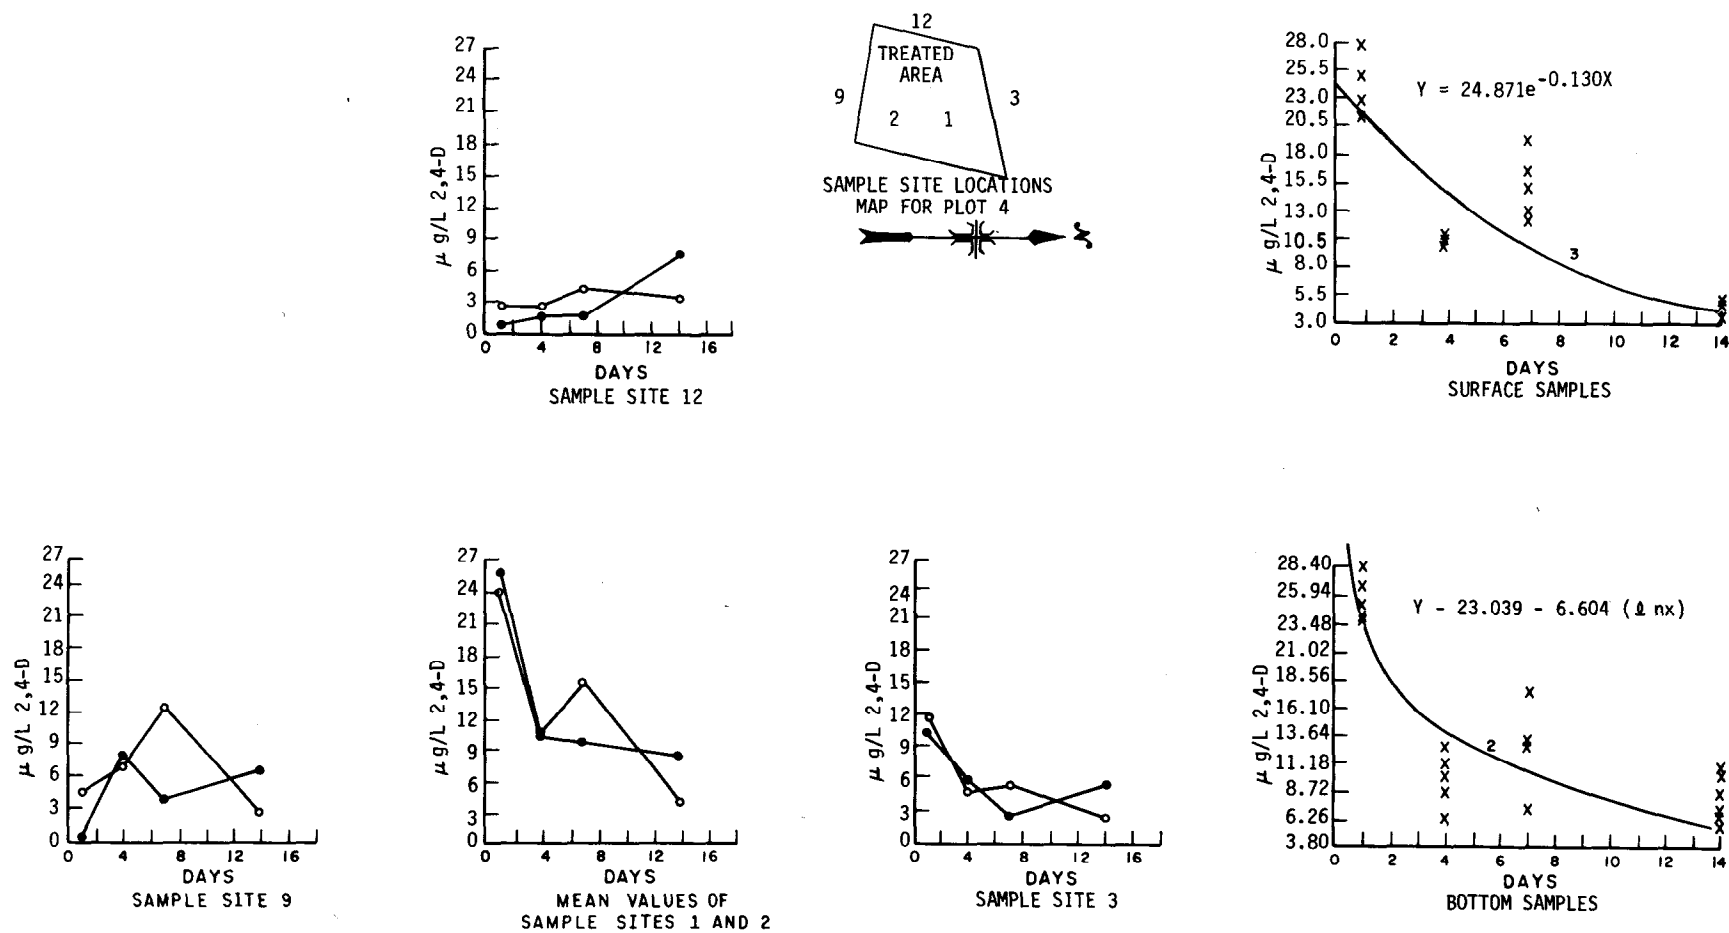 27
24
21
18
15
12
9
6
3
0
μ g/L 2,4-D
0 4 8 12 16
DAYS
SAMPLE SITE 12
12
TREATED
AREA
9
3
2 1
SAMPLE SITE LOCATIONS
MAP FOR PLOT 4
28.0
25.5
23.0
20.5
18.0
15.5
13.0
10.5
8.0
5.5
3.0
μ g/L 2,4-D
Y = 24.871e-0.130X
3
0 2 4 6 8 10 12 14
DAYS
SURFACE SAMPLES
27
24
21
18
15
12
9
6
3
0
μ g/L 2,4-D
0 4 8 12 16
DAYS
SAMPLE SITE 9
27
24
21
18
15
12
9
6
3
0
μ g/L 2,4-D
0 4 8 12 16
DAYS
MEAN VALUES OF
SAMPLE SITES 1 AND 2
27
24
21
18
15
12
9
6
3
0
μ g/L 2,4-D
0 4 8 12 16
DAYS
SAMPLE SITE 3
28.40
25.94
23.48
21.02
18.56
16.10
13.64
11.18
8.72
6.26
3.80
μ g/L 2,4-D
Y - 23.039 - 6.604 (ℓ nx)
2
0 2 4 6 8 10 12 14
DAYS
BOTTOM SAMPLES